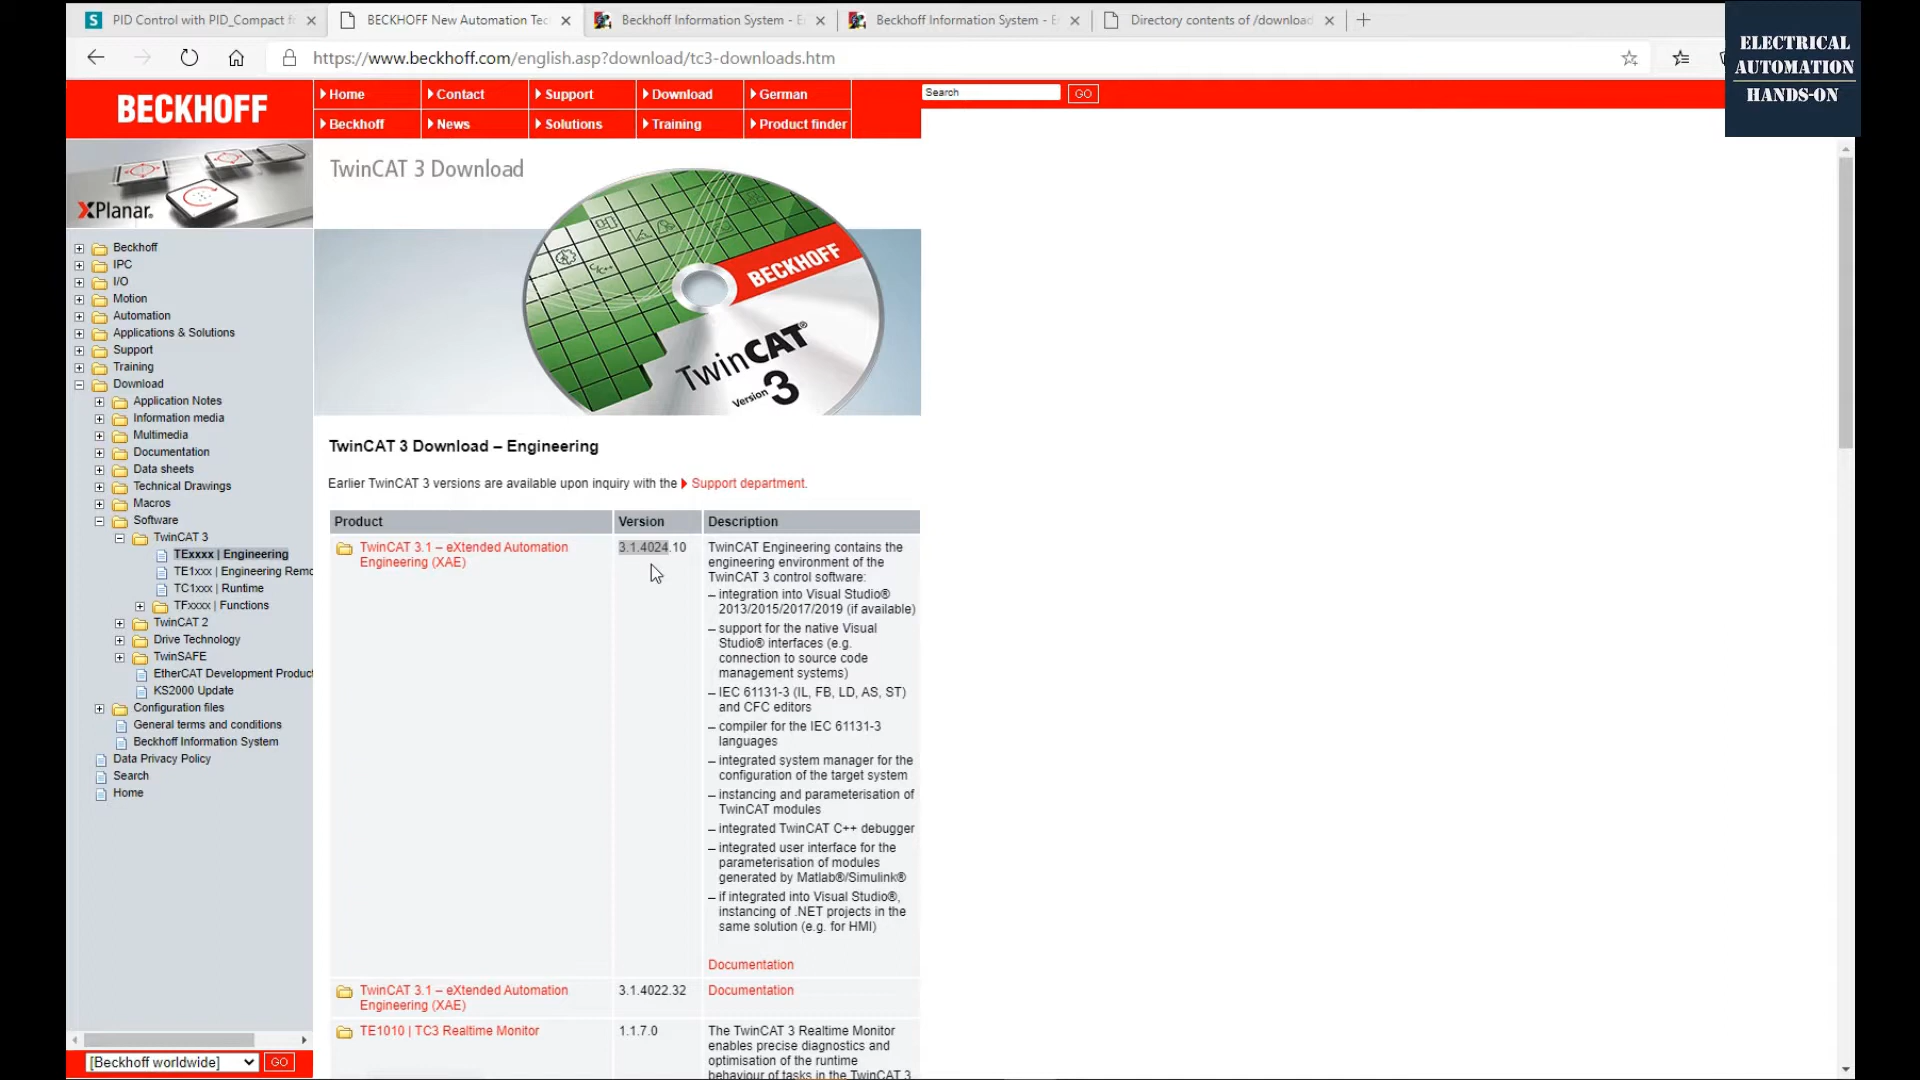 PID Control with PID_Compact f
BECKHOFF New Automation Tec
Beckhoff Information System - E
Beckhoff Information System - E
Directory contents of /download
https://www.beckhoff.com/english.asp?download/tc3-downloads.htm
ELECTRICAL
AUTOMATION
HANDS-ON
BECKHOFF
Home
Contact
Support
Download
German
Beckhoff
News
Solutions
Training
Product finder
Search
GO
XPlanar®
TwinCAT 3 Download
BECKHOFF
TwinCAT®
Version 3
C/C++
Beckhoff
IPC
I/O
Motion
Automation
Applications & Solutions
Support
Training
Download
Application Notes
Information media
Multimedia
Documentation
Data sheets
Technical Drawings
Macros
Software
TwinCAT 3
TExxxx | Engineering
TE1xxx | Engineering Remo
TC1xxx | Runtime
TFxxxx | Functions
TwinCAT 2
Drive Technology
TwinSAFE
EtherCAT Development Product
KS2000 Update
Configuration files
General terms and conditions
Beckhoff Information System
Data Privacy Policy
Search
Home
[Beckhoff worldwide]
GO
TwinCAT 3 Download – Engineering
Earlier TwinCAT 3 versions are available upon inquiry with the Support department.
Product
Version
Description
TwinCAT 3.1 – eXtended Automation
Engineering (XAE)
3.1.4024.10
TwinCAT Engineering contains the
engineering environment of the
TwinCAT 3 control software:
– integration into Visual Studio®
2013/2015/2017/2019 (if available)
– support for the native Visual
Studio® interfaces (e.g.
connection to source code
management systems)
– IEC 61131-3 (IL, FB, LD, AS, ST)
and CFC editors
– compiler for the IEC 61131-3
languages
– integrated system manager for the
configuration of the target system
– instancing and parameterisation of
TwinCAT modules
– integrated TwinCAT C++ debugger
– integrated user interface for the
parameterisation of modules
generated by Matlab®/Simulink®
– if integrated into Visual Studio®,
instancing of .NET projects in the
same solution (e.g. for HMI)
Documentation
TwinCAT 3.1 – eXtended Automation
Engineering (XAE)
3.1.4022.32
Documentation
TE1010 | TC3 Realtime Monitor
1.1.7.0
The TwinCAT 3 Realtime Monitor
enables precise diagnostics and
optimisation of the runtime
behaviour of tasks in the TwinCAT 3